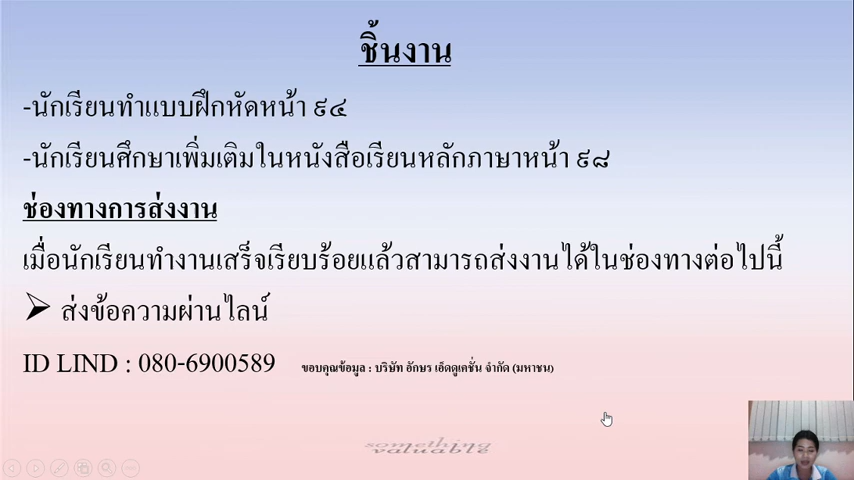 ชิ้นงาน
-นักเรียนทำแบบฝึกหัดหน้า ๙๔
-นักเรียนศึกษาเพิ่มเติมในหนังสือเรียนหลักภาษาหน้า ๙๘
ช่องทางการส่งงาน
เมื่อนักเรียนทำงานเสร็จเรียบร้อยแล้วสามารถส่งงานได้ในช่องทางต่อไปนี้
➢ ส่งข้อความผ่านไลน์
ID LIND : 080-6900589 ขอบคุณข้อมูล : บริษัท อักษร เอ็ดดูเคชั่น จำกัด (มหาชน)
something
valuable